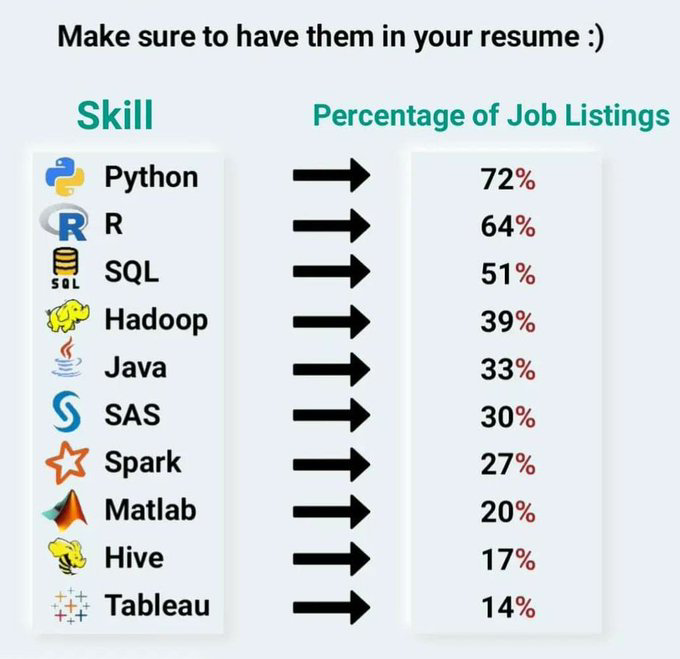 Make sure to have them in your resume :)
Skill Percentage of Job Listings
Python 72%
R R 64%
SQL SQL 51%
Hadoop 39%
Java 33%
SAS 30%
Spark 27%
Matlab 20%
Hive 17%
Tableau 14%